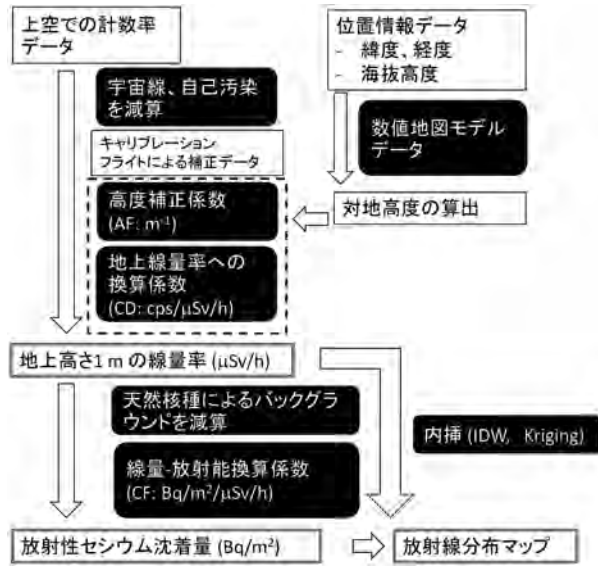 上空での計数率
データ
位置情報データ
- 緯度、経度
- 海抜高度
宇宙線、自己汚染
を減算
数値地図モデル
データ
キャリブレーション
フライトによる補正データ
高度補正係数
(AF: m⁻¹)
対地高度の算出
地上線量率への
換算係数
(CD: cps/μSv/h)
地上高さ1 m の線量率 (μSv/h)
天然核種によるバックグラ
ウンドを減算
内挿 (IDW, Kriging)
線量-放射能換算係数
(CF: Bq/m²/μSv/h)
放射性セシウム沈着量 (Bq/m²)
放射線分布マップ